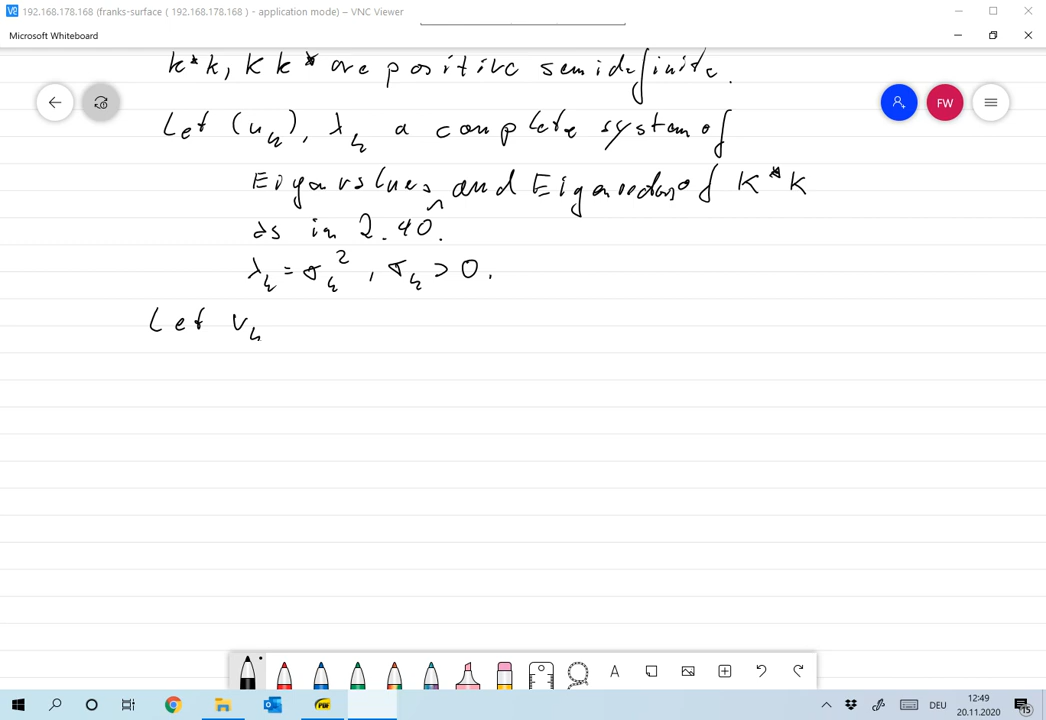 192.168.178.168 (franks-surface ( 192.168.178.168 ) - application mode) – VNC Viewer
Microsoft Whiteboard
K*K, K K* are positive semidefinite.
FW
Let (u_k), λ_k a complete system of
Eigenvalues and Eigenvectors of K*K
as in 2.40.
λ_k = σ_k², σ_k > 0.
Let v_k
A
DEU
12:49
20.11.2020
15